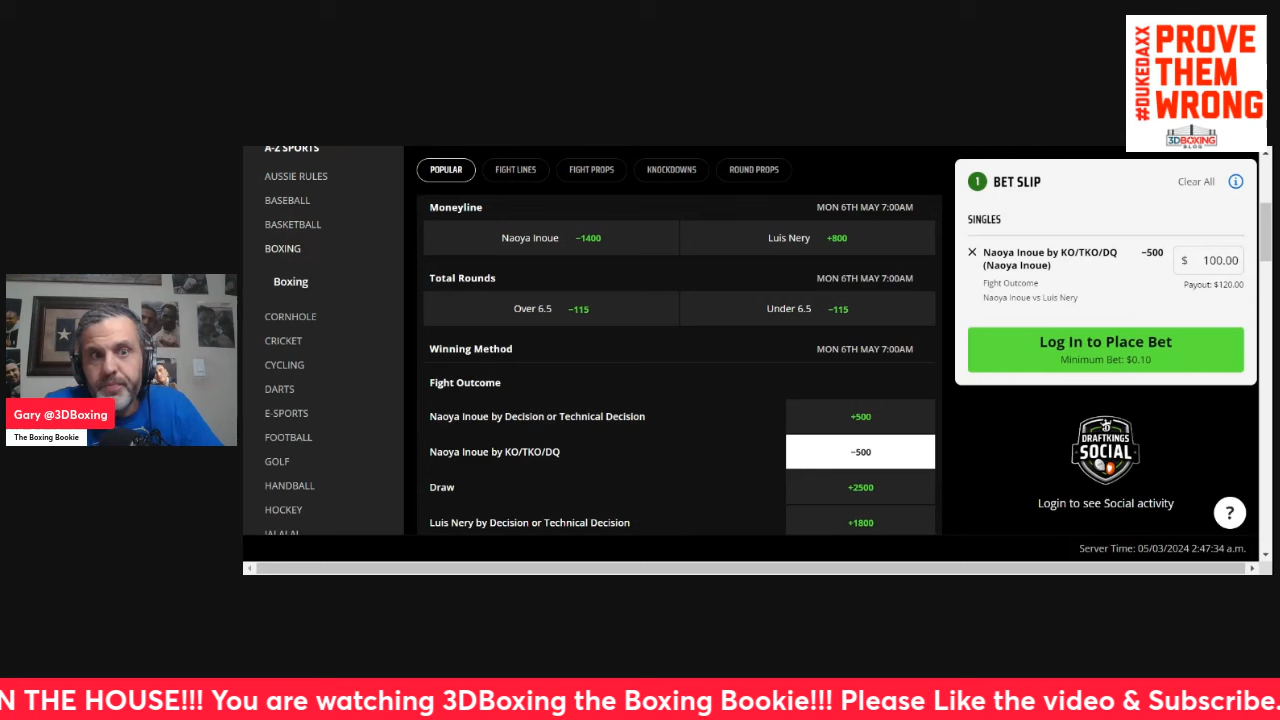 #DUKEDAXX
PROVE
THEM
WRONG
3DBOXING
BLOG
A-Z SPORTS
AUSSIE RULES
BASEBALL
BASKETBALL
BOXING
Boxing
CORNHOLE
CRICKET
CYCLING
DARTS
E-SPORTS
FOOTBALL
GOLF
HANDBALL
HOCKEY
POPULAR
FIGHT LINES
FIGHT PROPS
KNOCKDOWNS
ROUND PROPS
Moneyline MON 6TH MAY 7:00AM
Naoya Inoue −1400 Luis Nery +800
Total Rounds MON 6TH MAY 7:00AM
Over 6.5 −115 Under 6.5 −115
Winning Method MON 6TH MAY 7:00AM
Fight Outcome
Naoya Inoue by Decision or Technical Decision +500
Naoya Inoue by KO/TKO/DQ −500
Draw +2500
Luis Nery by Decision or Technical Decision +1800
1 BET SLIP Clear All i
SINGLES
Naoya Inoue by KO/TKO/DQ −500 $ 100.00
(Naoya Inoue)
Fight Outcome Payout: $120.00
Naoya Inoue vs Luis Nery
Log In to Place Bet
Minimum Bet: $0.10
DRAFTKINGS
SOCIAL
Login to see Social activity
?
Server Time: 05/03/2024 2:47:34 a.m.
Gary @3DBoxing
The Boxing Bookie
N THE HOUSE!!! You are watching 3DBoxing the Boxing Bookie!!! Please Like the video & Subscribe.